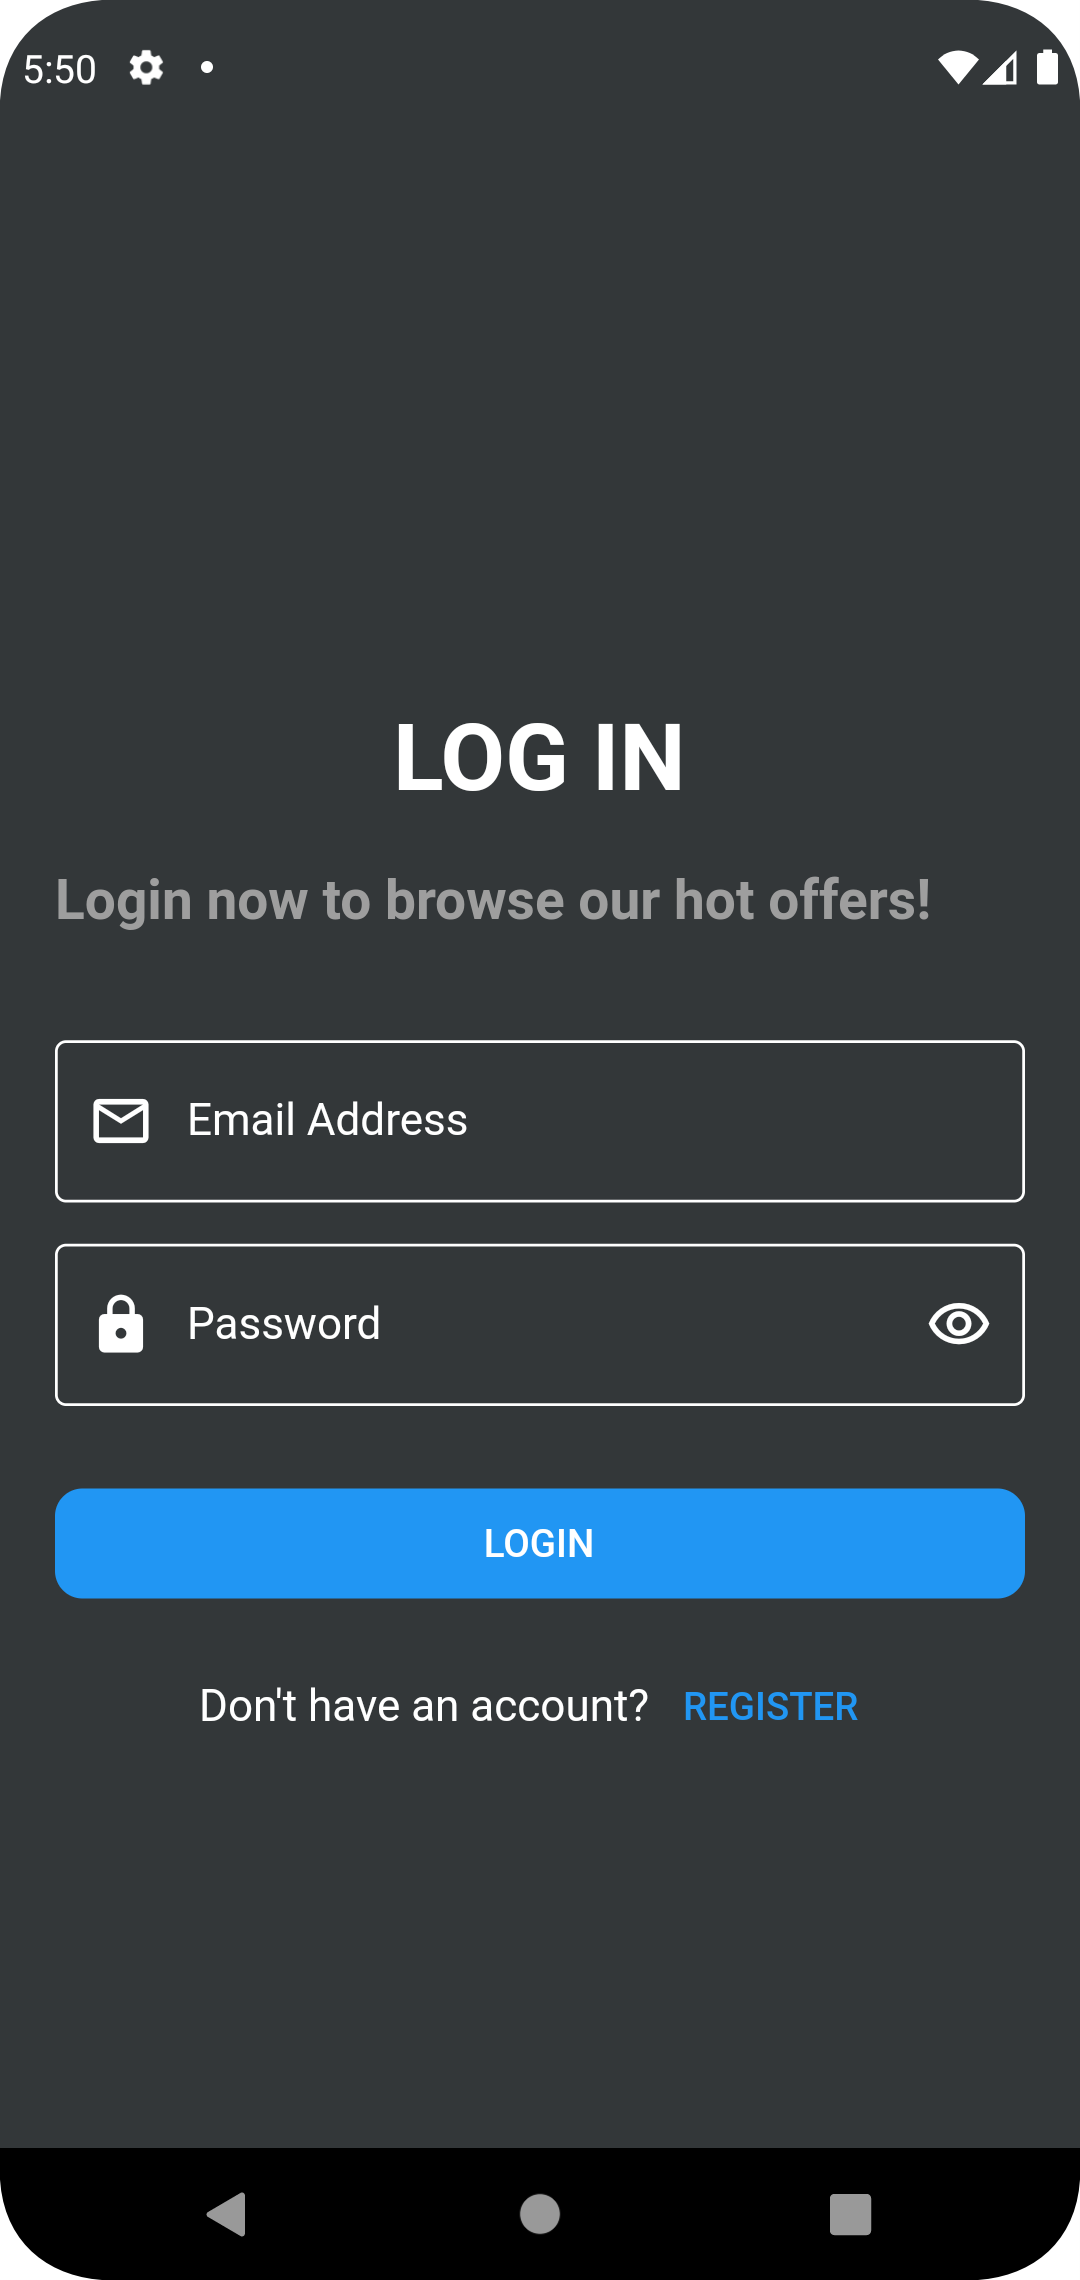 5:50
LOG IN
Login now to browse our hot offers!
Email Address
Password
LOGIN
Don't have an account? REGISTER